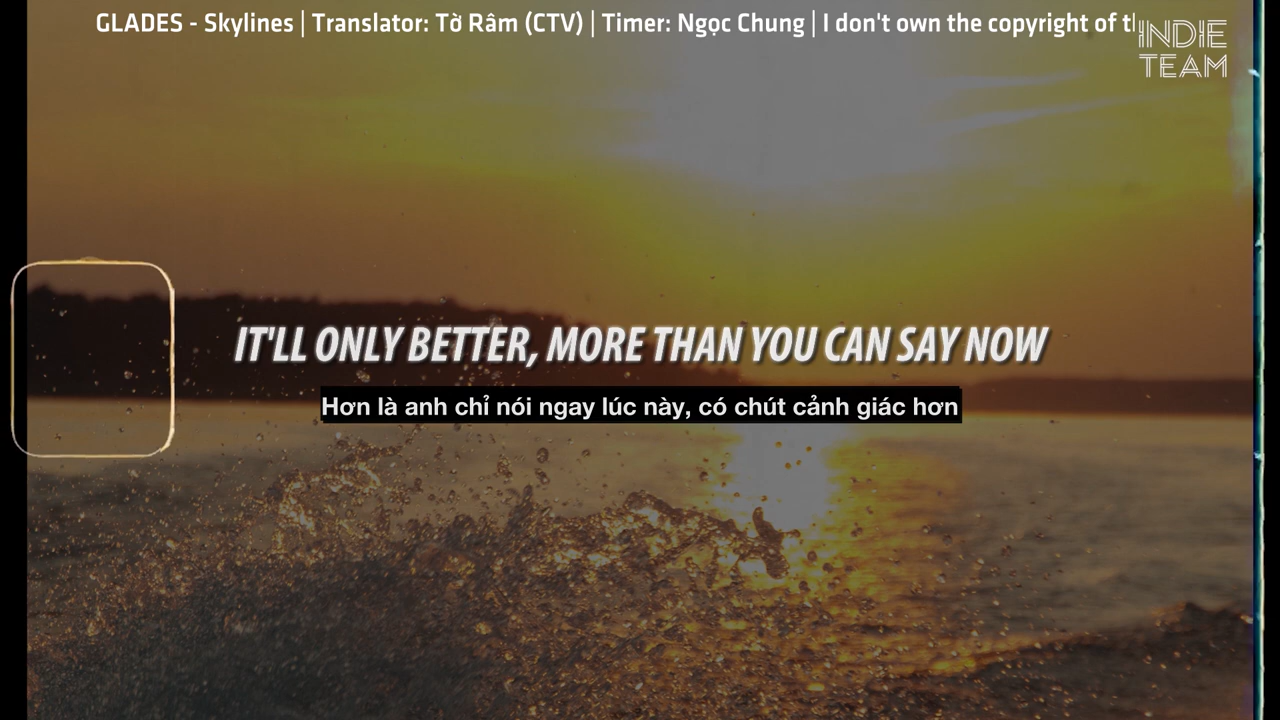 GLADES - Skylines | Translator: Tờ Râm (CTV) | Timer: Ngọc Chung | I don't own the copyright of
INDIE
TEAM
IT'LL ONLY BETTER, MORE THAN YOU CAN SAY NOW
Hơn là anh chỉ nói ngay lúc này, có chút cảnh giác hơn